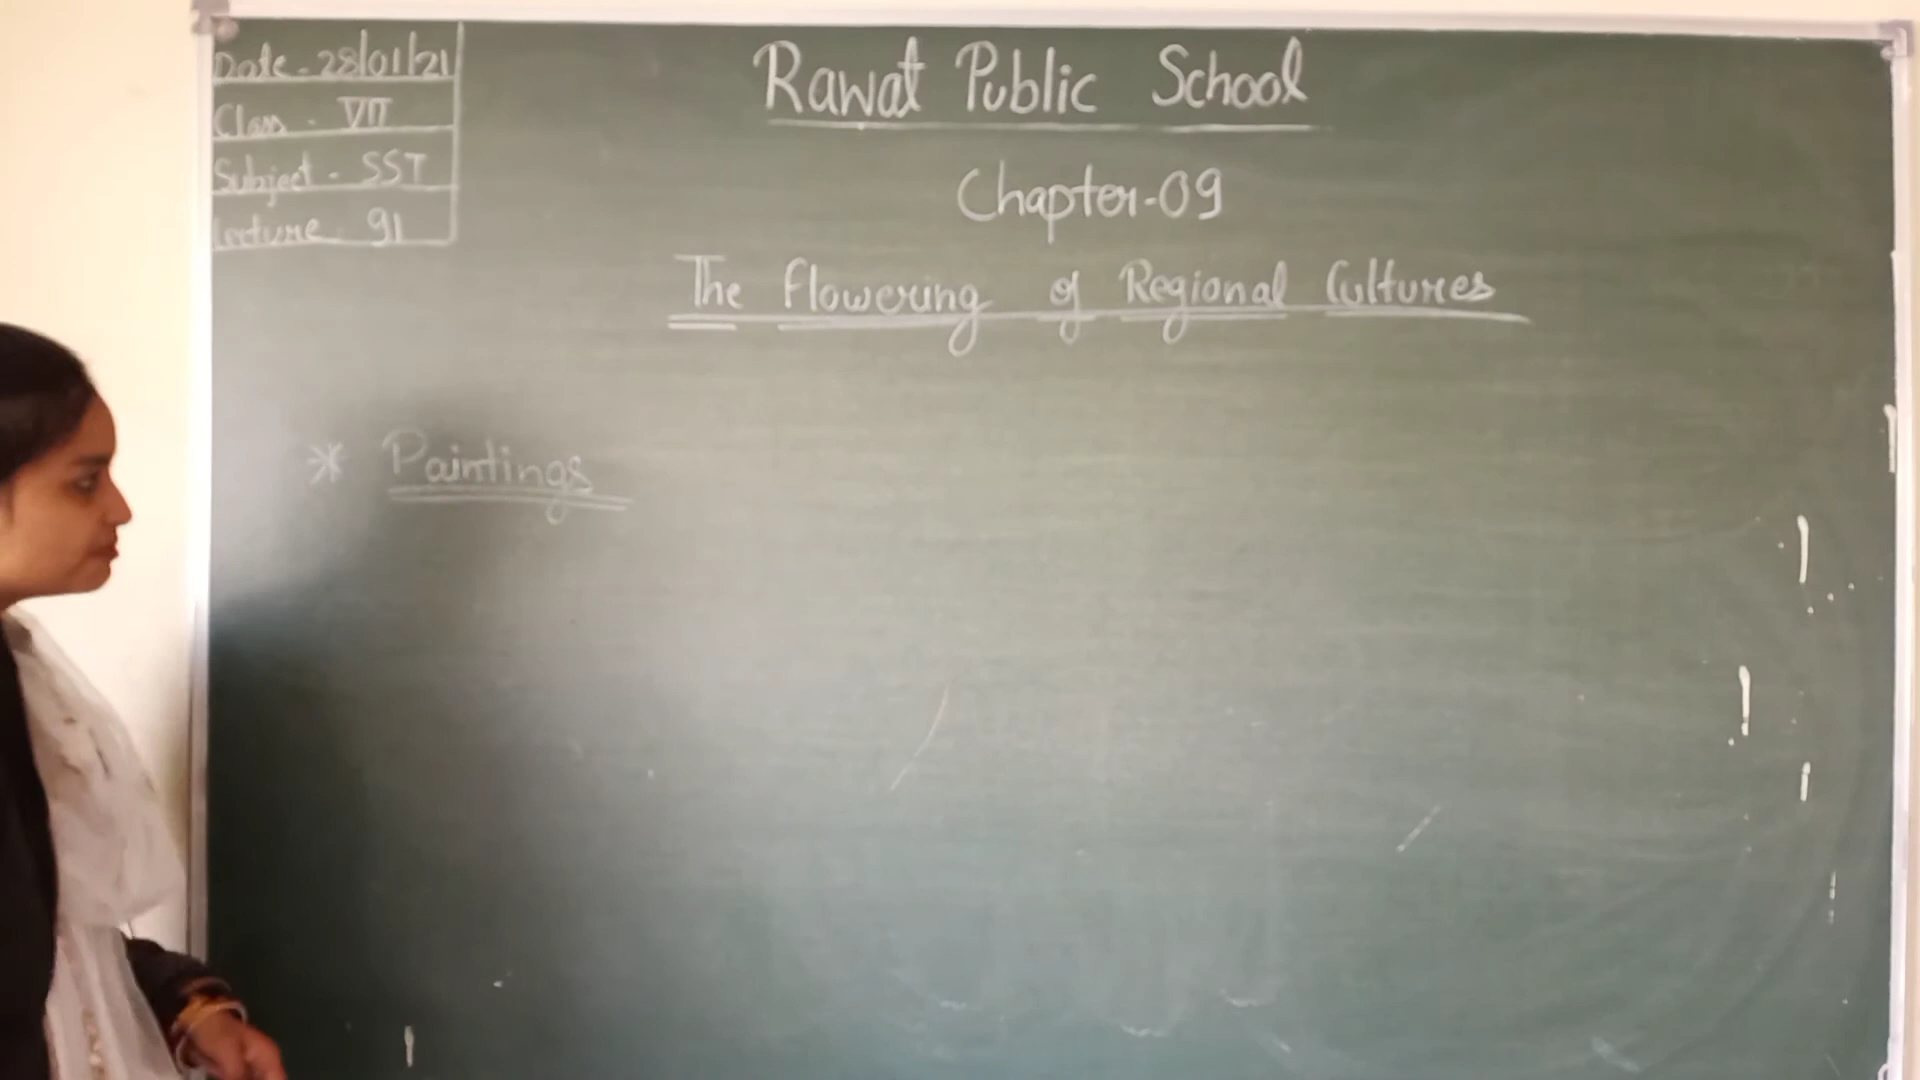 Date - 28/01/21
Class - VII
Subject - SST
Lecture 91
Rawat Public School
Chapter-09
The Flowering of Regional Cultures
* Paintings